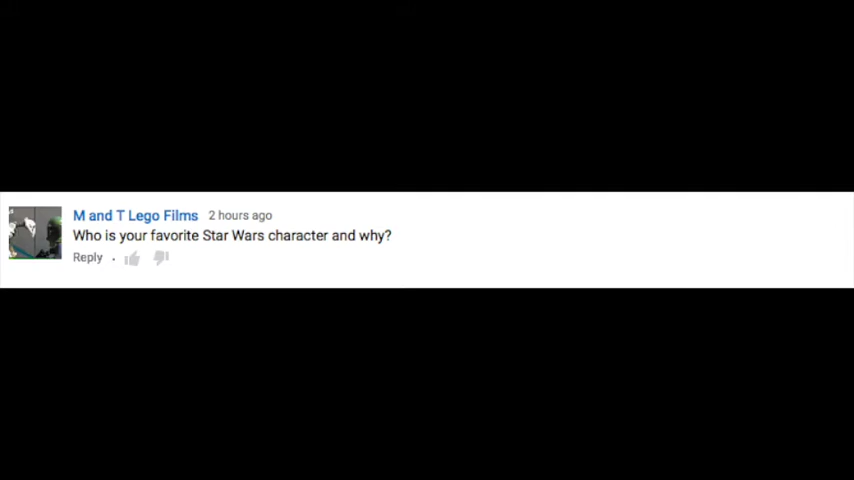 M and T Lego Films 2 hours ago
Who is your favorite Star Wars character and why?
Reply ·